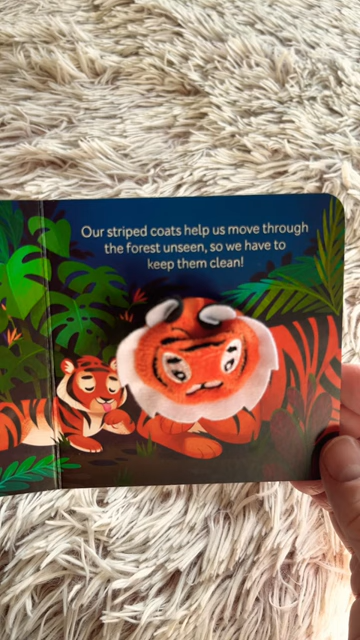 Our striped coats help us move through
the forest unseen, so we have to
keep them clean!